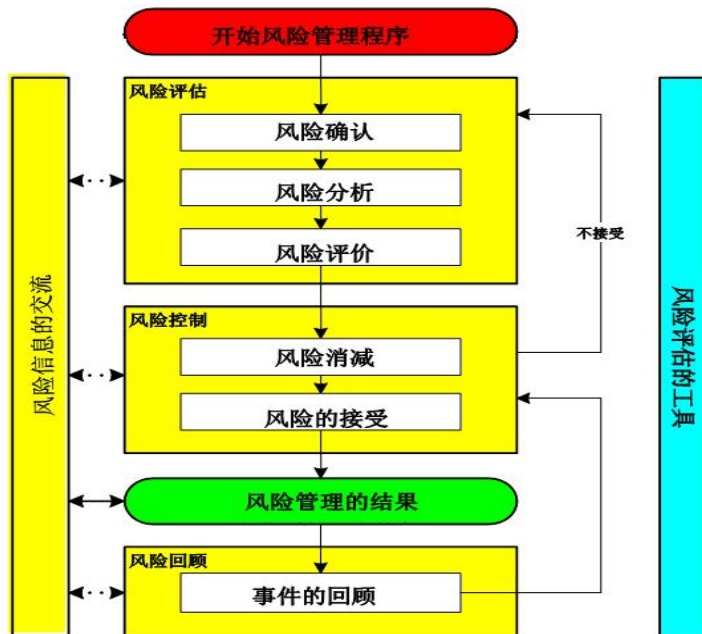 开始风险管理程序
风险评估
风险确认
风险分析
风险评价
不接受
风险控制
风险消减
风险的接受
风险管理的结果
风险回顾
事件的回顾
风险信息的交流
风险评估的工具